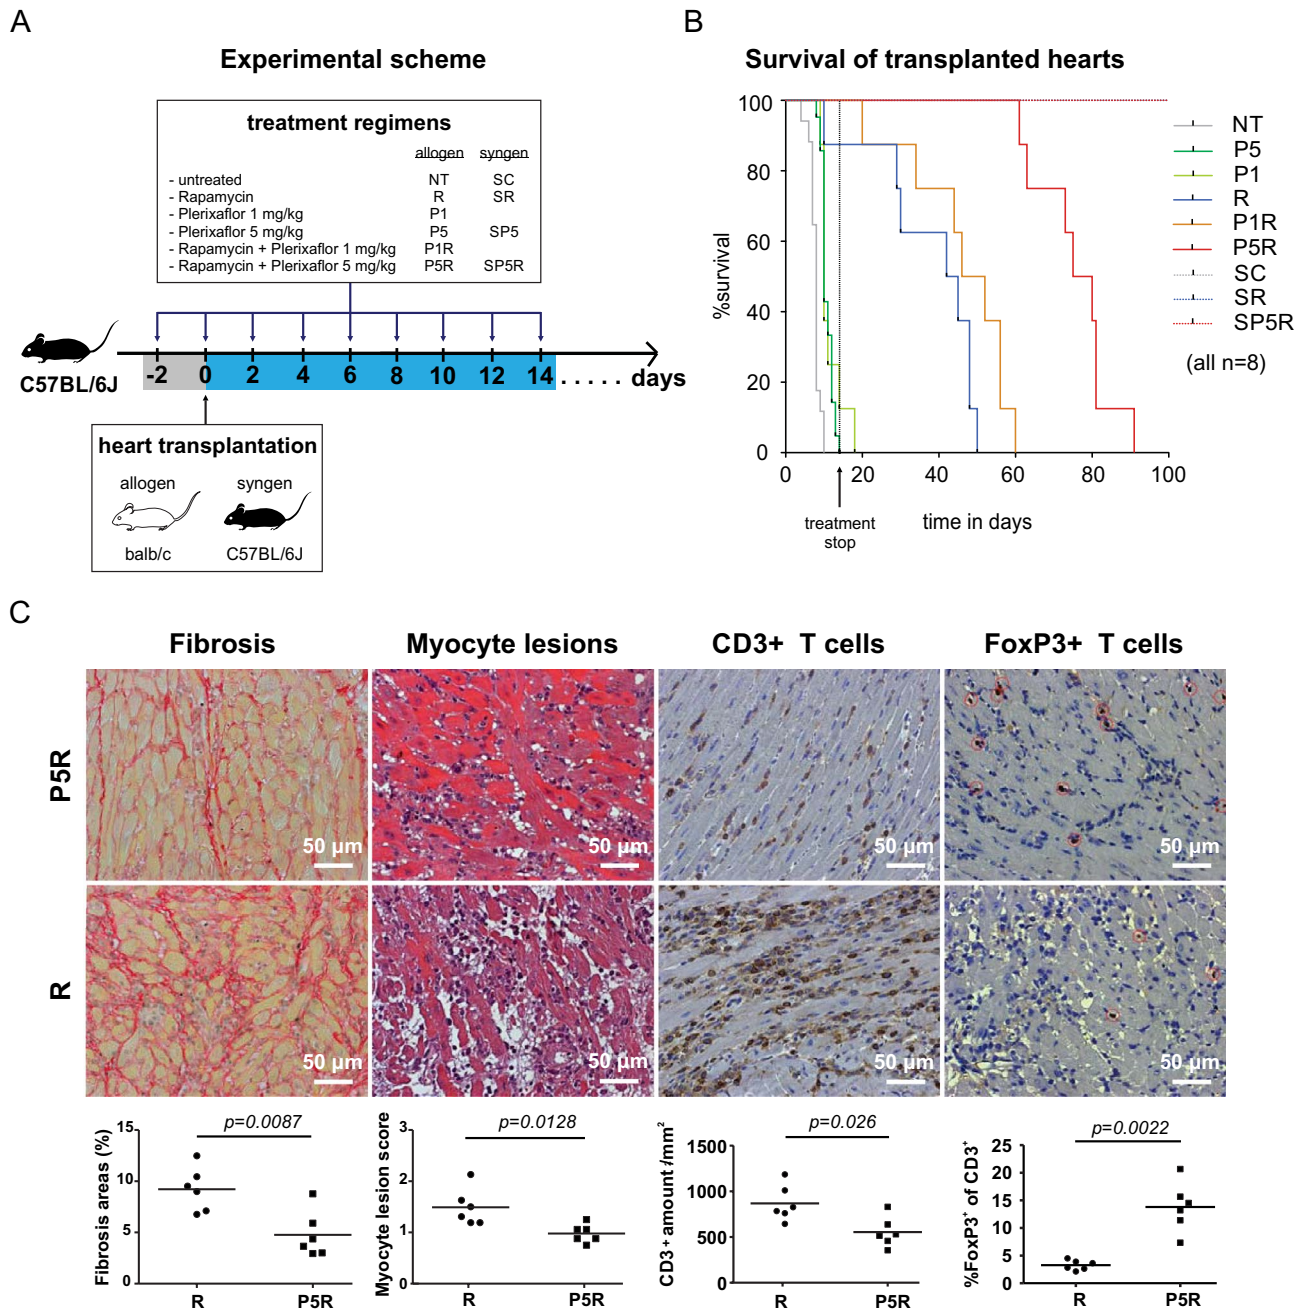 A
Experimental scheme
treatment regimens
allogen syngen
- untreated NT SC
- Rapamycin R SR
- Plerixaflor 1 mg/kg P1
- Plerixaflor 5 mg/kg P5 SP5
- Rapamycin + Plerixaflor 1 mg/kg P1R
- Rapamycin + Plerixaflor 5 mg/kg P5R SP5R
C57BL/6J
-2 0 2 4 6 8 10 12 14 ..... days
heart transplantation
allogen syngen
balb/c C57BL/6J
B
Survival of transplanted hearts
%survival
100
80
60
40
20
0
0 20 40 60 80 100
treatment
stop
time in days
NT
P5
P1
R
P1R
P5R
SC
SR
SP5R
(all n=8)
C
Fibrosis Myocyte lesions CD3+ T cells FoxP3+ T cells
P5R
50 µm 50 µm 50 µm 50 µm
R
50 µm 50 µm 50 µm 50 µm
Fibrosis areas (%)
15
10
5
0
p=0.0087
R P5R
Myocyte lesion score
3
2
1
0
p=0.0128
R P5R
CD3+ amount /mm²
1500
1000
500
0
p=0.026
R P5R
%FoxP3+ of CD3+
25
20
15
10
5
0
p=0.0022
R P5R